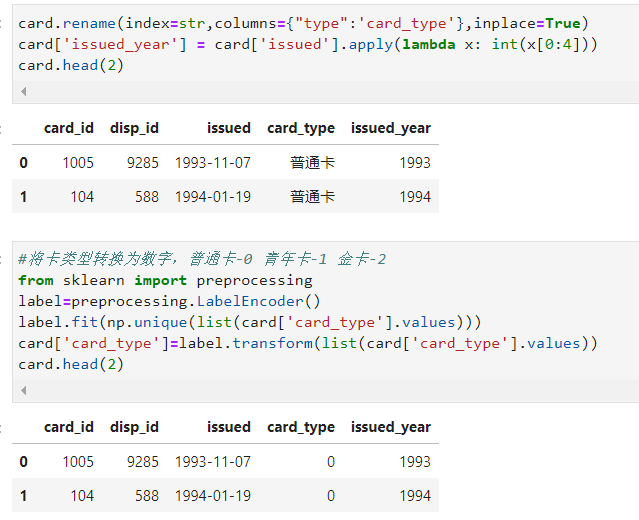 card.rename(index=str,columns={"type":'card_type'},inplace=True)
card['issued_year'] = card['issued'].apply(lambda x: int(x[0:4]))
card.head(2)
card_id disp_id issued card_type issued_year
0 1005 9285 1993-11-07 普通卡 1993
1 104 588 1994-01-19 普通卡 1994
#将卡类型转换为数字，普通卡-0 青年卡-1 金卡-2
from sklearn import preprocessing
label=preprocessing.LabelEncoder()
label.fit(np.unique(list(card['card_type'].values)))
card['card_type']=label.transform(list(card['card_type'].values))
card.head(2)
card_id disp_id issued card_type issued_year
0 1005 9285 1993-11-07 0 1993
1 104 588 1994-01-19 0 1994